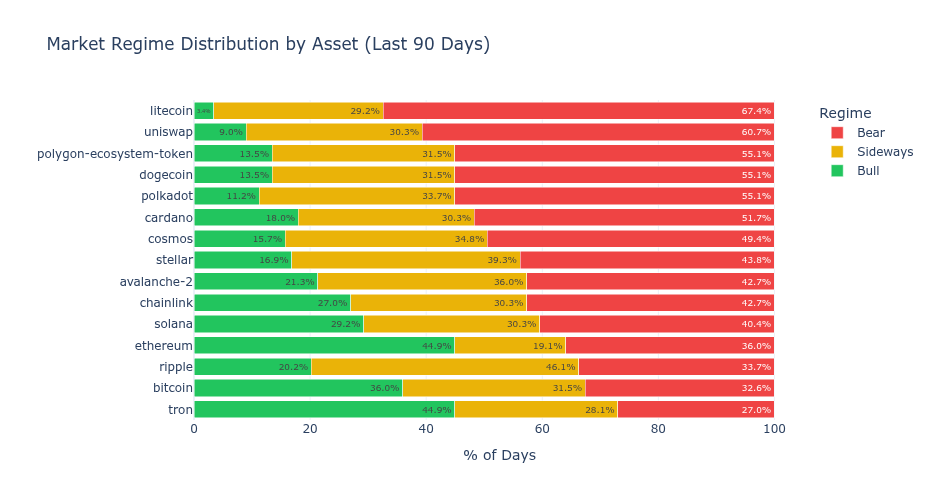 Market Regime Distribution by Asset (Last 90 Days)
litecoin 3.4% 29.2% 67.4%
uniswap 9.0% 30.3% 60.7%
polygon-ecosystem-token 13.5% 31.5% 55.1%
dogecoin 13.5% 31.5% 55.1%
polkadot 11.2% 33.7% 55.1%
cardano 18.0% 30.3% 51.7%
cosmos 15.7% 34.8% 49.4%
stellar 16.9% 39.3% 43.8%
avalanche-2 21.3% 36.0% 42.7%
chainlink 27.0% 30.3% 42.7%
solana 29.2% 30.3% 40.4%
ethereum 44.9% 19.1% 36.0%
ripple 20.2% 46.1% 33.7%
bitcoin 36.0% 31.5% 32.6%
tron 44.9% 28.1% 27.0%
0 20 40 60 80 100
% of Days
Regime
Bear
Sideways
Bull